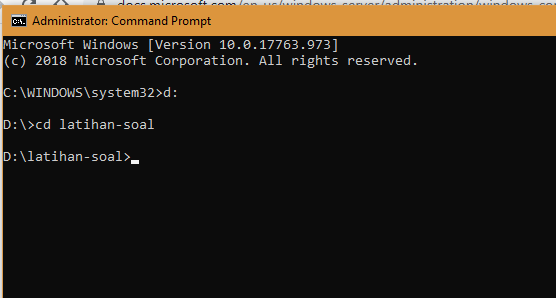 docs.microsoft.com/en-us/windows-server/administration/windows-co
Administrator: Command Prompt
Microsoft Windows [Version 10.0.17763.973]
(c) 2018 Microsoft Corporation. All rights reserved.
C:\WINDOWS\system32>d:
D:\>cd latihan-soal
D:\latihan-soal>